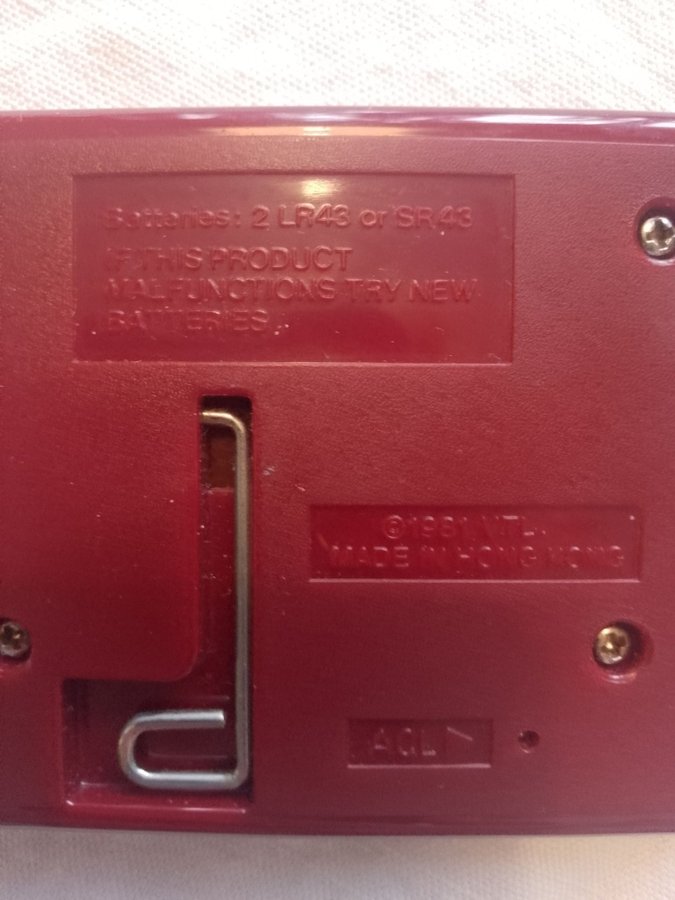 Batteries: 2 LR43 or SR43
IF THIS PRODUCT
MALFUNCTIONS TRY NEW
BATTERIES
©1981, VTL.
MADE IN HONG KONG
ACL